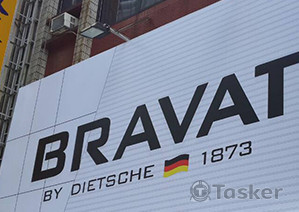 BRAVAT
BY DIETSCHE 1873
Tasker